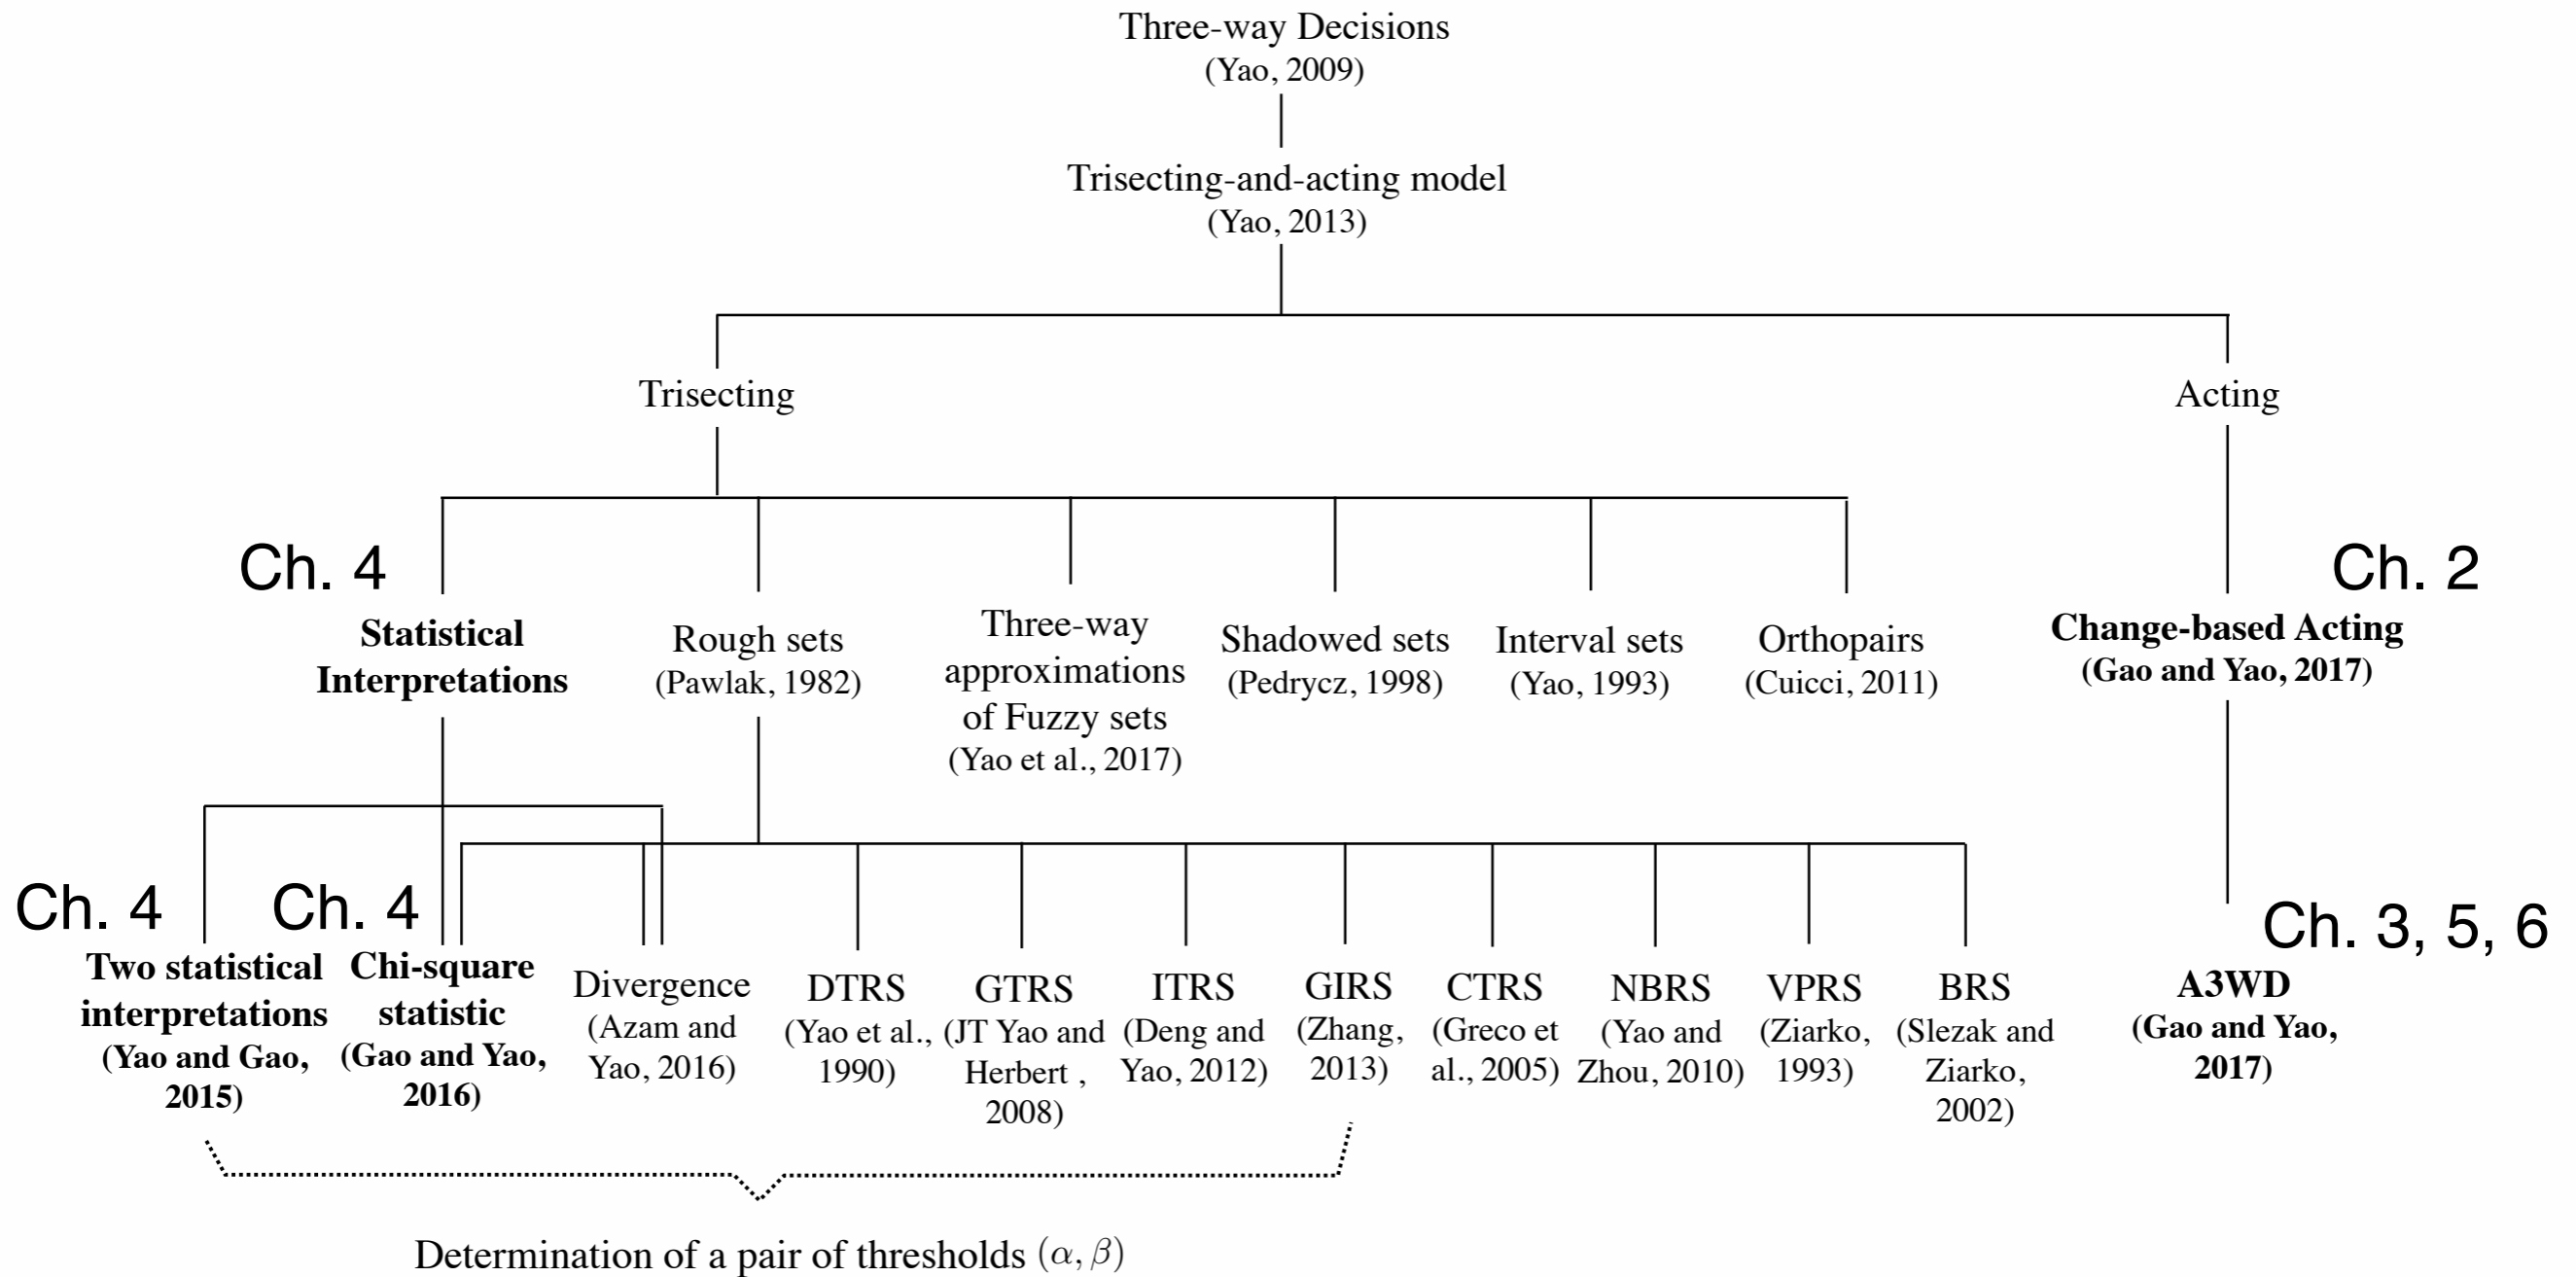 Three-way Decisions
(Yao, 2009)
Trisecting-and-acting model
(Yao, 2013)
Trisecting
Acting
Ch. 4
Statistical
Interpretations
Rough sets
(Pawlak, 1982)
Three-way
approximations
of Fuzzy sets
(Yao et al., 2017)
Shadowed sets
(Pedrycz, 1998)
Interval sets
(Yao, 1993)
Orthopairs
(Cuicci, 2011)
Ch. 2
Change-based Acting
(Gao and Yao, 2017)
Ch. 4
Two statistical
interpretations
(Yao and Gao,
2015)
Ch. 4
Chi-square
statistic
(Gao and Yao,
2016)
Divergence
(Azam and
Yao, 2016)
DTRS
(Yao et al.,
1990)
GTRS
(JT Yao and
Herbert ,
2008)
ITRS
(Deng and
Yao, 2012)
GIRS
(Zhang,
2013)
CTRS
(Greco et
al., 2005)
NBRS
(Yao and
Zhou, 2010)
VPRS
(Ziarko,
1993)
BRS
(Slezak and
Ziarko,
2002)
Ch. 3, 5, 6
A3WD
(Gao and Yao,
2017)
Determination of a pair of thresholds (α, β)